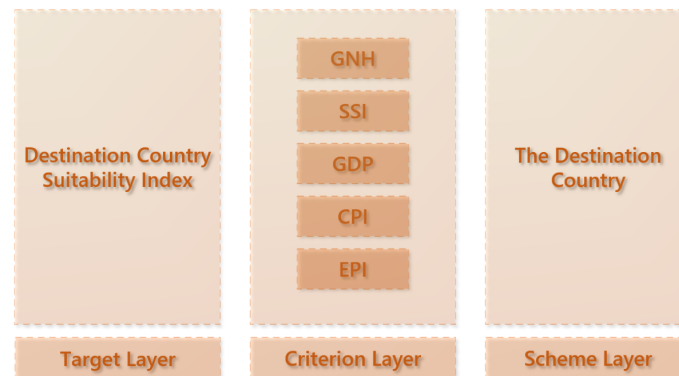 Destination Country
Suitability Index
GNH
SSI
GDP
CPI
EPI
The Destination
Country
Target Layer
Criterion Layer
Scheme Layer